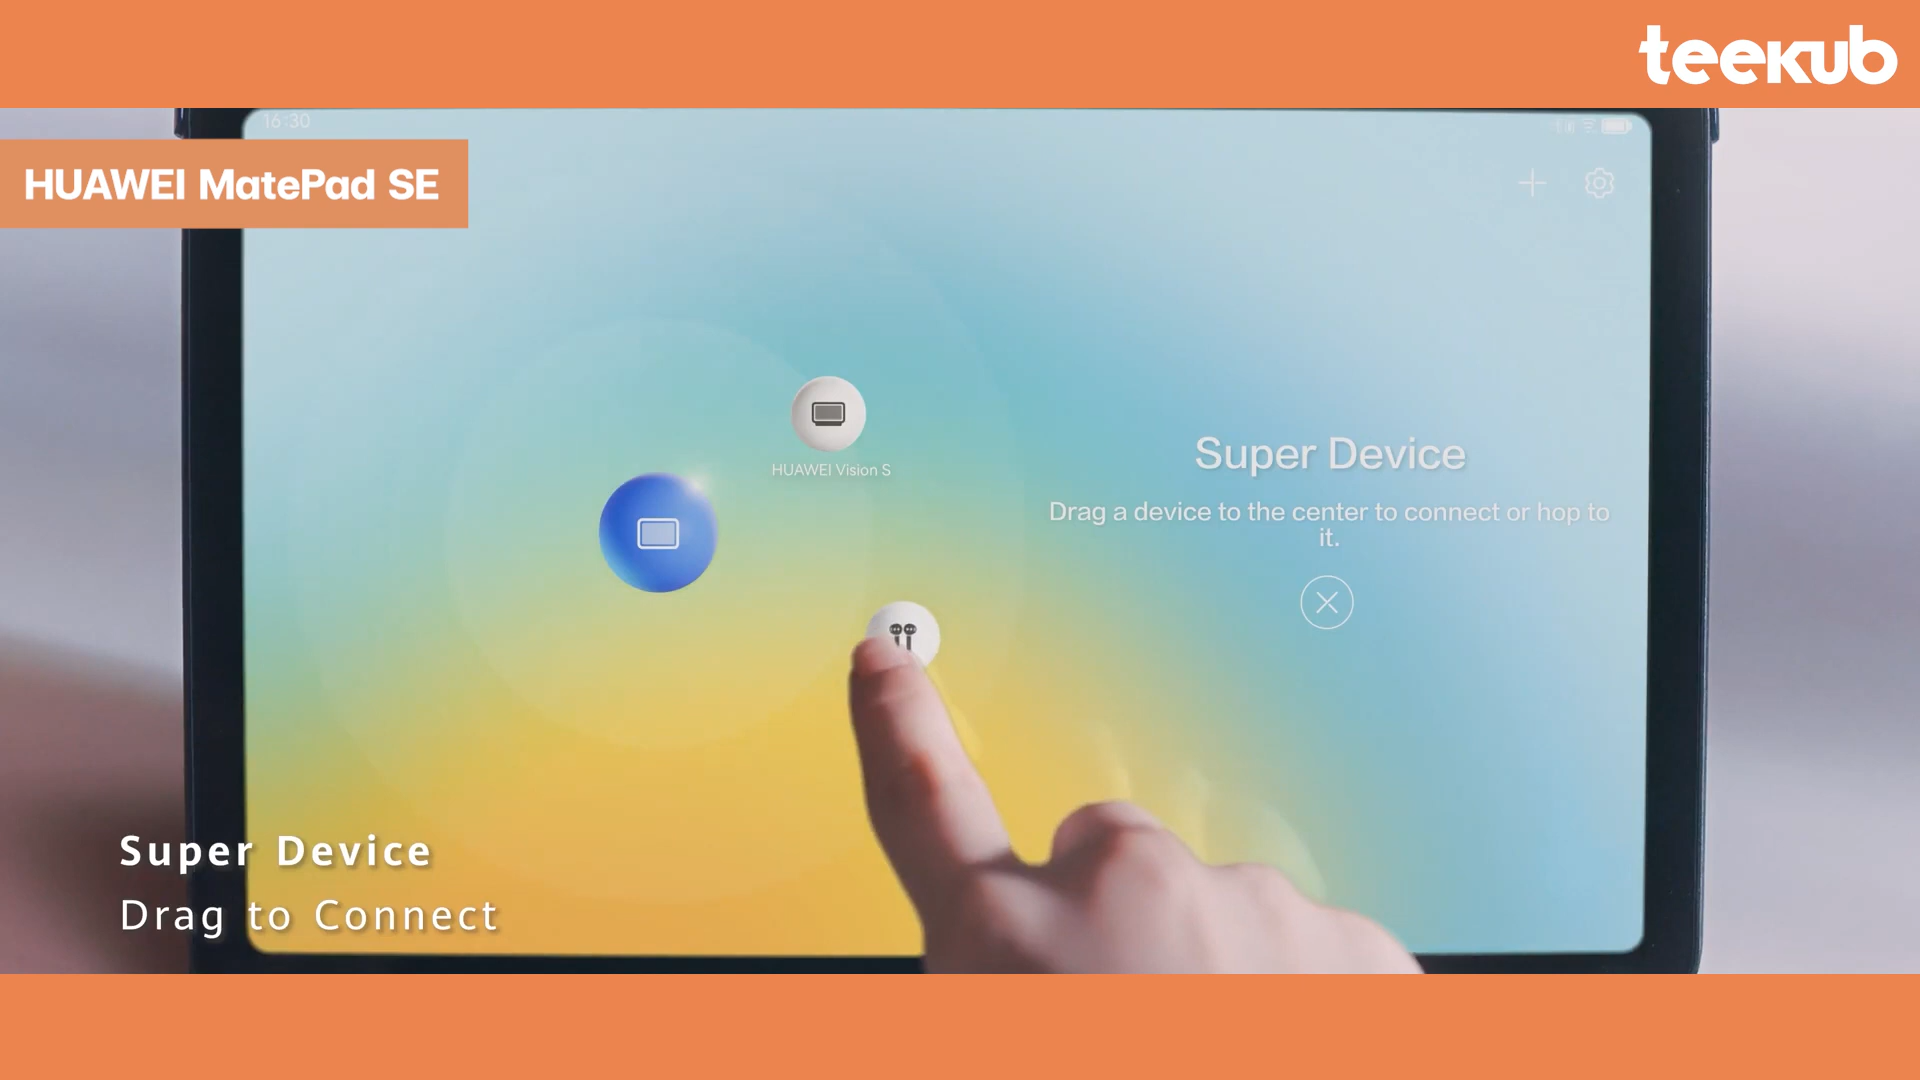 teekub
16:30
HUAWEI MatePad SE
HUAWEI Vision S
Super Device
Drag a device to the center to connect or hop to
it.
Super Device
Drag to Connect